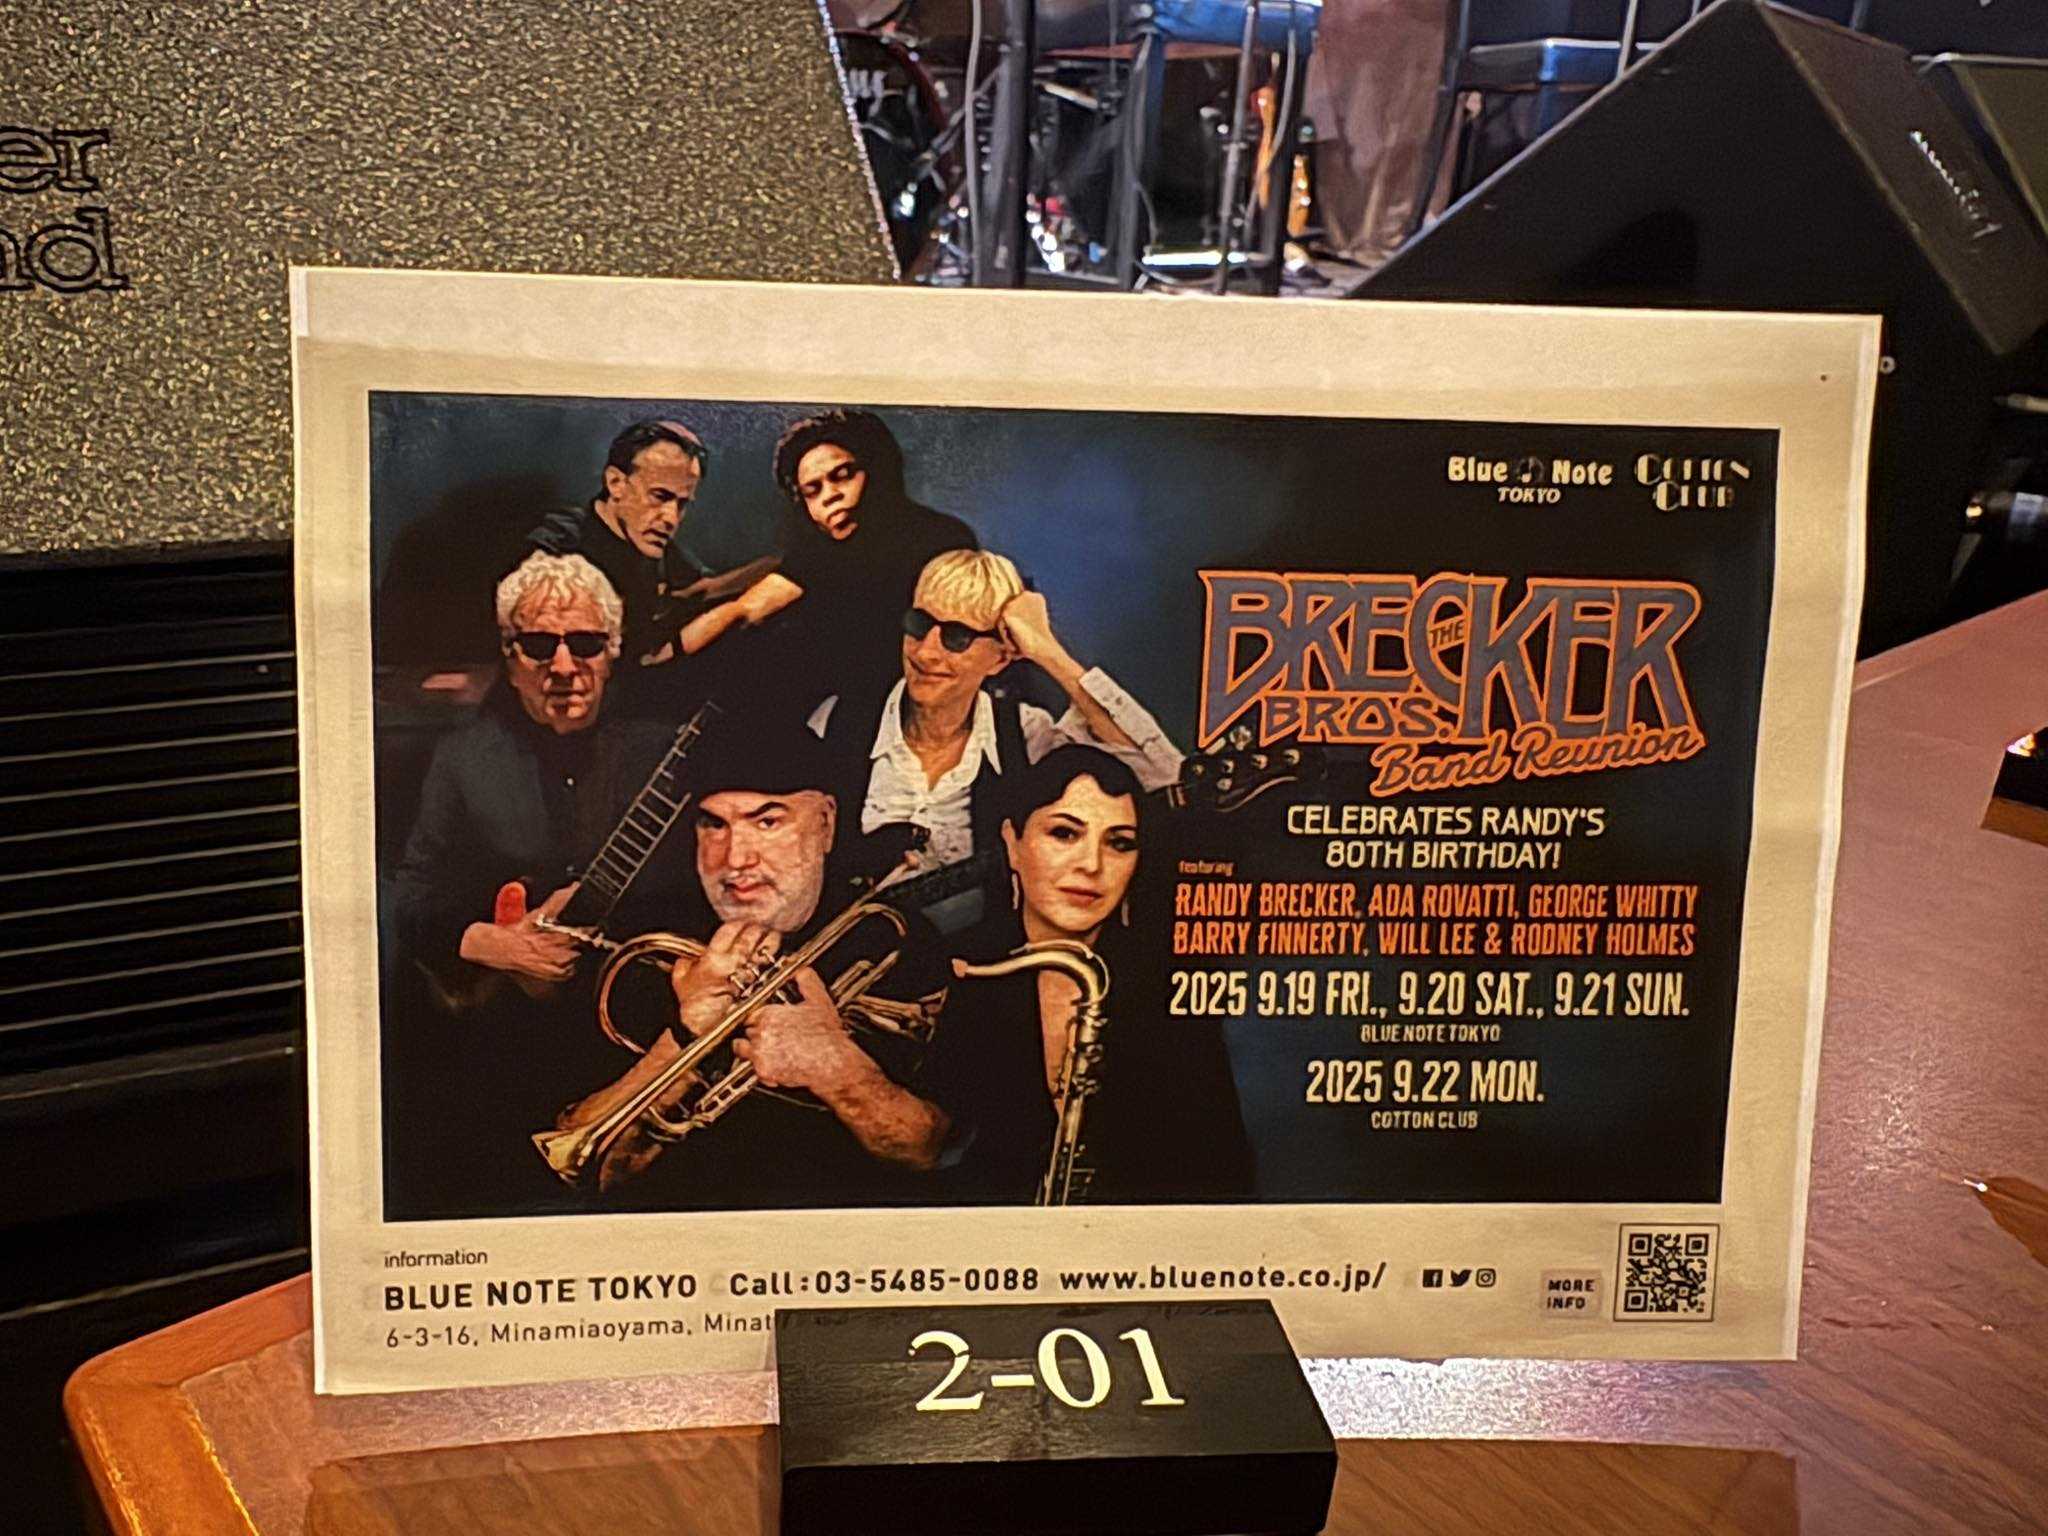 er
nd
Blue Note
TOKYO
COTTON
CLUB
THE
BRECKER
BROS.
Band Reunion
CELEBRATES RANDY'S
80TH BIRTHDAY!
featuring
RANDY BRECKER, ADA ROVATTI, GEORGE WHITTY
BARRY FINNERTY, WILL LEE & RODNEY HOLMES
2025 9.19 FRI., 9.20 SAT., 9.21 SUN.
BLUE NOTE TOKYO
2025 9.22 MON.
COTTON CLUB
information
BLUE NOTE TOKYO Call:03-5485-0088 www.bluenote.co.jp/
MORE
INFO
6-3-16, Minamiaoyama, Minat
2-01